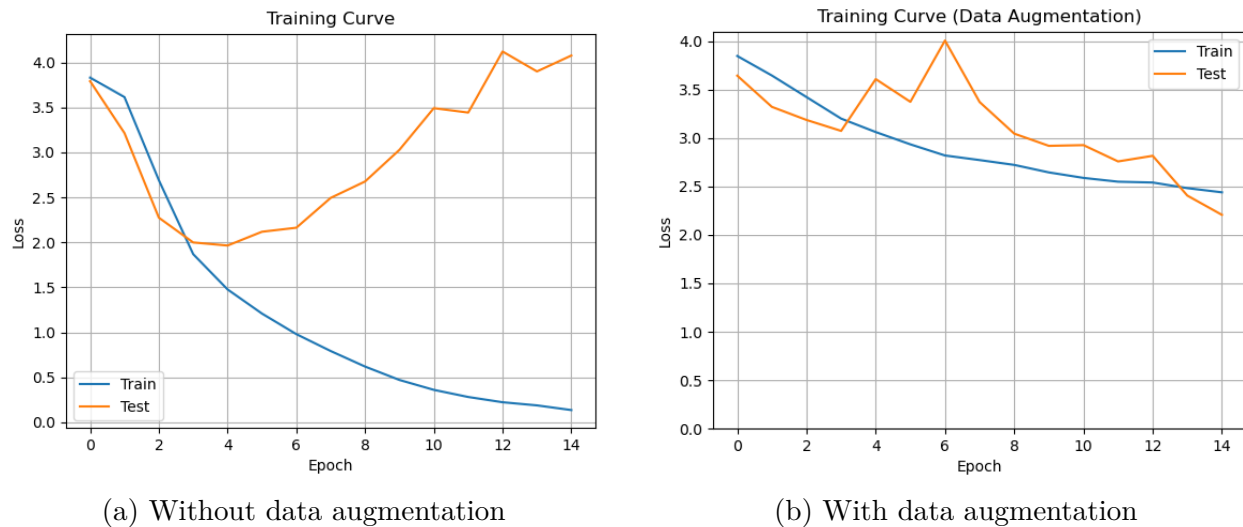 Training Curve
Loss
4.0
3.5
3.0
2.5
2.0
1.5
1.0
0.5
0.0
Train
Test
0 2 4 6 8 10 12 14
Epoch
(a) Without data augmentation
Training Curve (Data Augmentation)
Loss
4.0
3.5
3.0
2.5
2.0
1.5
1.0
0.5
0.0
Train
Test
0 2 4 6 8 10 12 14
Epoch
(b) With data augmentation